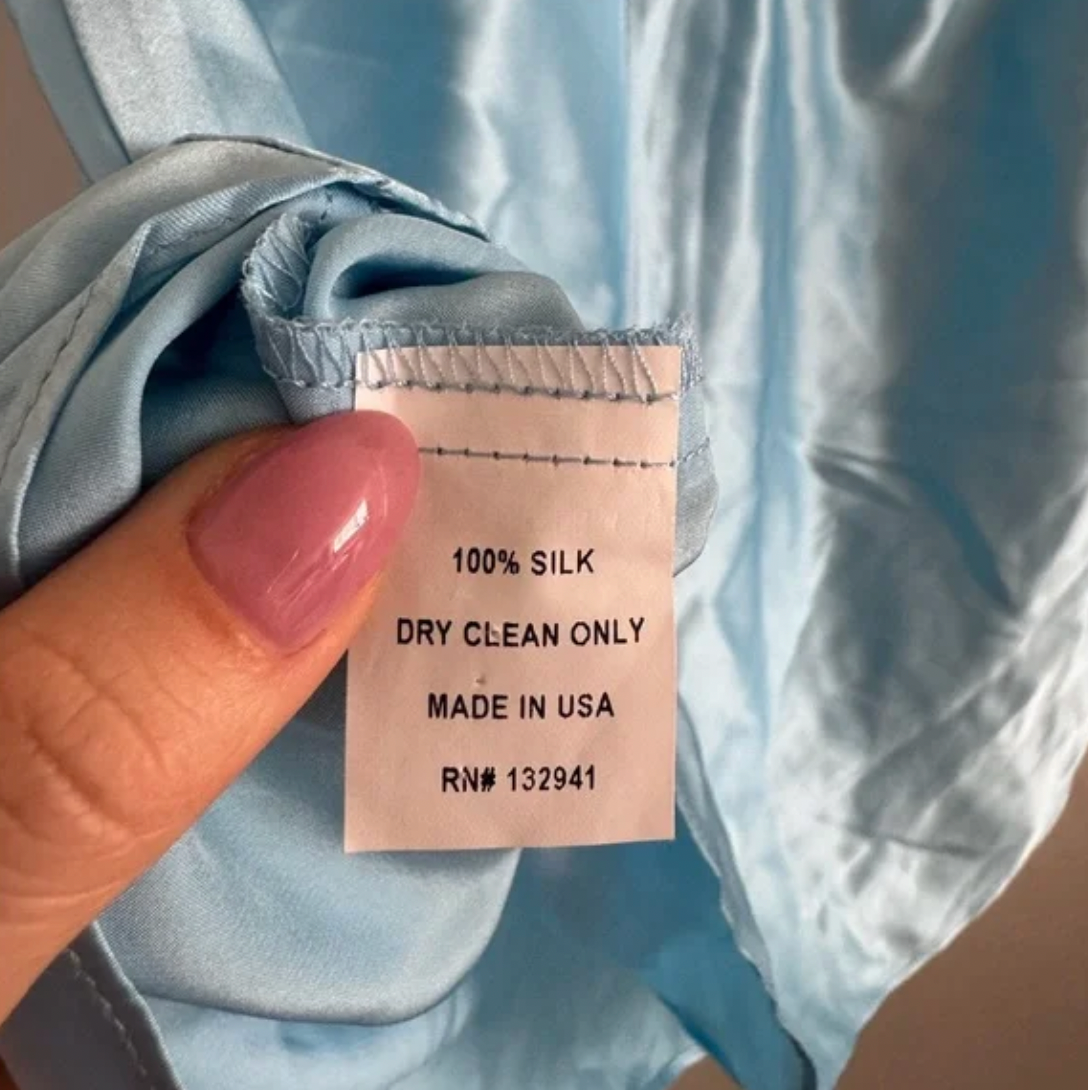 100% SILK
DRY CLEAN ONLY
MADE IN USA
RN# 132941